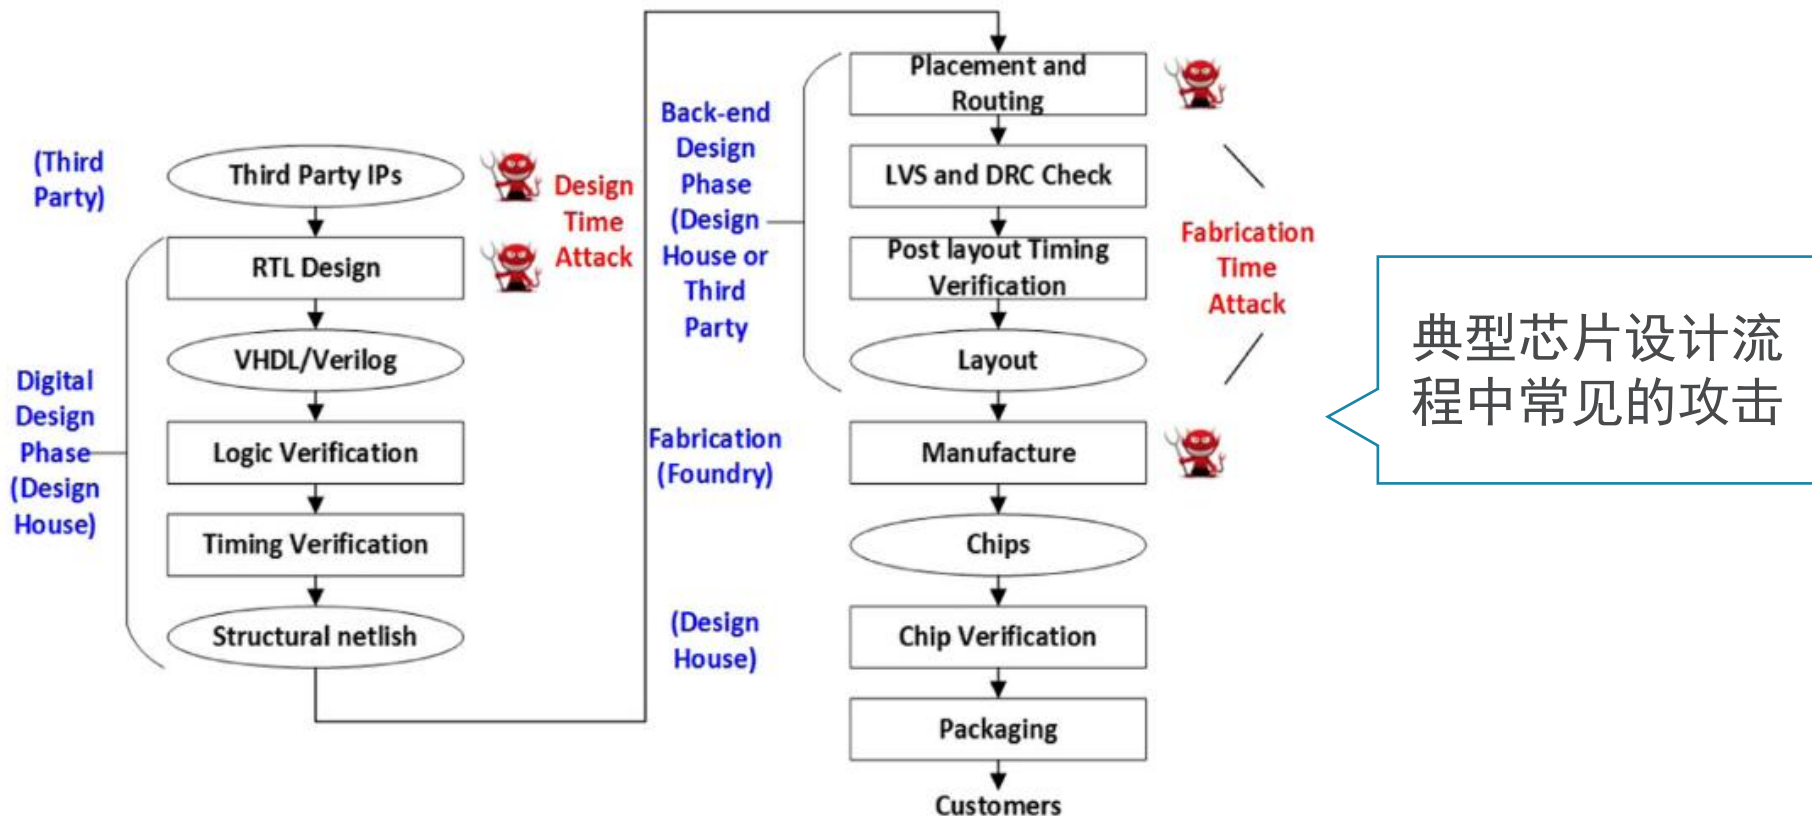 (Third
Party)
Third Party IPs
Design
Time
Attack
RTL Design
VHDL/Verilog
Digital
Design
Phase
(Design
House)
Logic Verification
Timing Verification
Structural netlish
Placement and
Routing
Back-end
Design
Phase
(Design
House or
Third
Party
LVS and DRC Check
Post layout Timing
Verification
Layout
Fabrication
Time
Attack
Fabrication
(Foundry)
Manufacture
Chips
(Design
House)
Chip Verification
Packaging
Customers
典型芯片设计流
程中常见的攻击